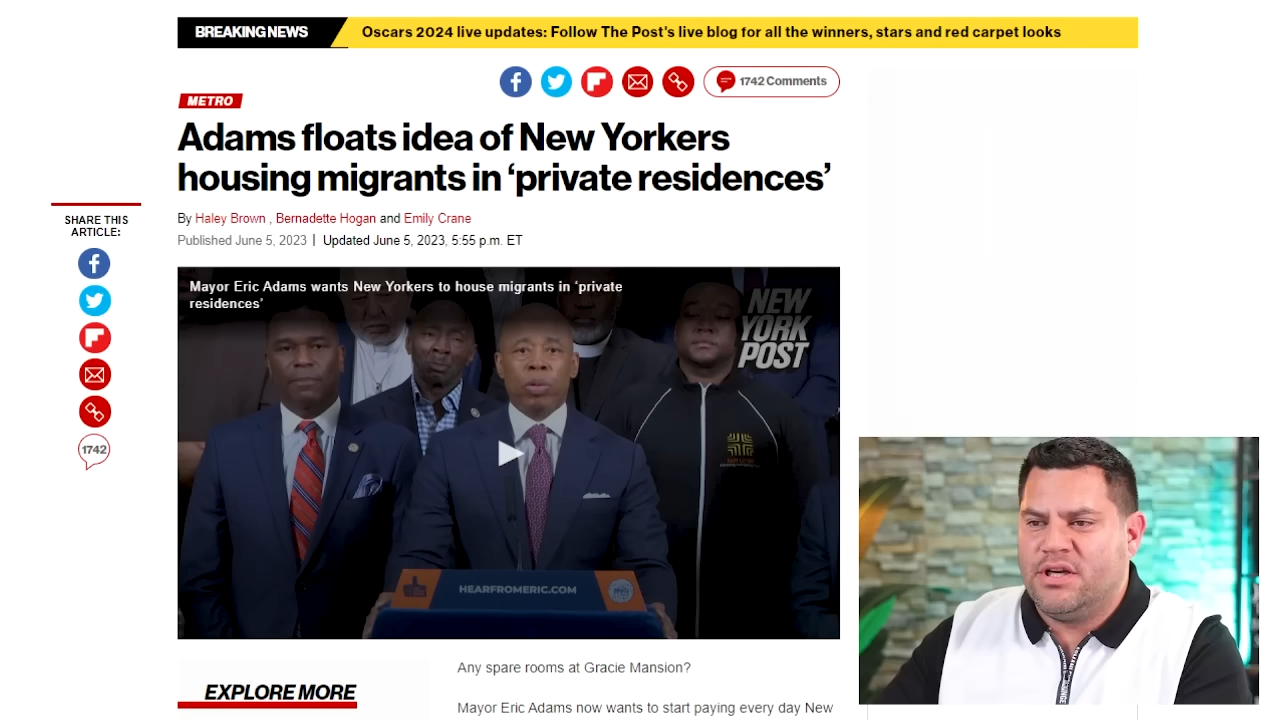 BREAKING NEWS
Oscars 2024 live updates: Follow The Post's live blog for all the winners, stars and red carpet looks
1742 Comments
METRO
Adams floats idea of New Yorkers
housing migrants in ‘private residences’
SHARE THIS
ARTICLE:
By Haley Brown , Bernadette Hogan and Emily Crane
Published June 5, 2023 | Updated June 5, 2023, 5:55 p.m. ET
Mayor Eric Adams wants New Yorkers to house migrants in ‘private
residences’
NEW
YORK
POST
1742
HEARFROMERIC.COM
Any spare rooms at Gracie Mansion?
EXPLORE MORE
Mayor Eric Adams now wants to start paying every day New